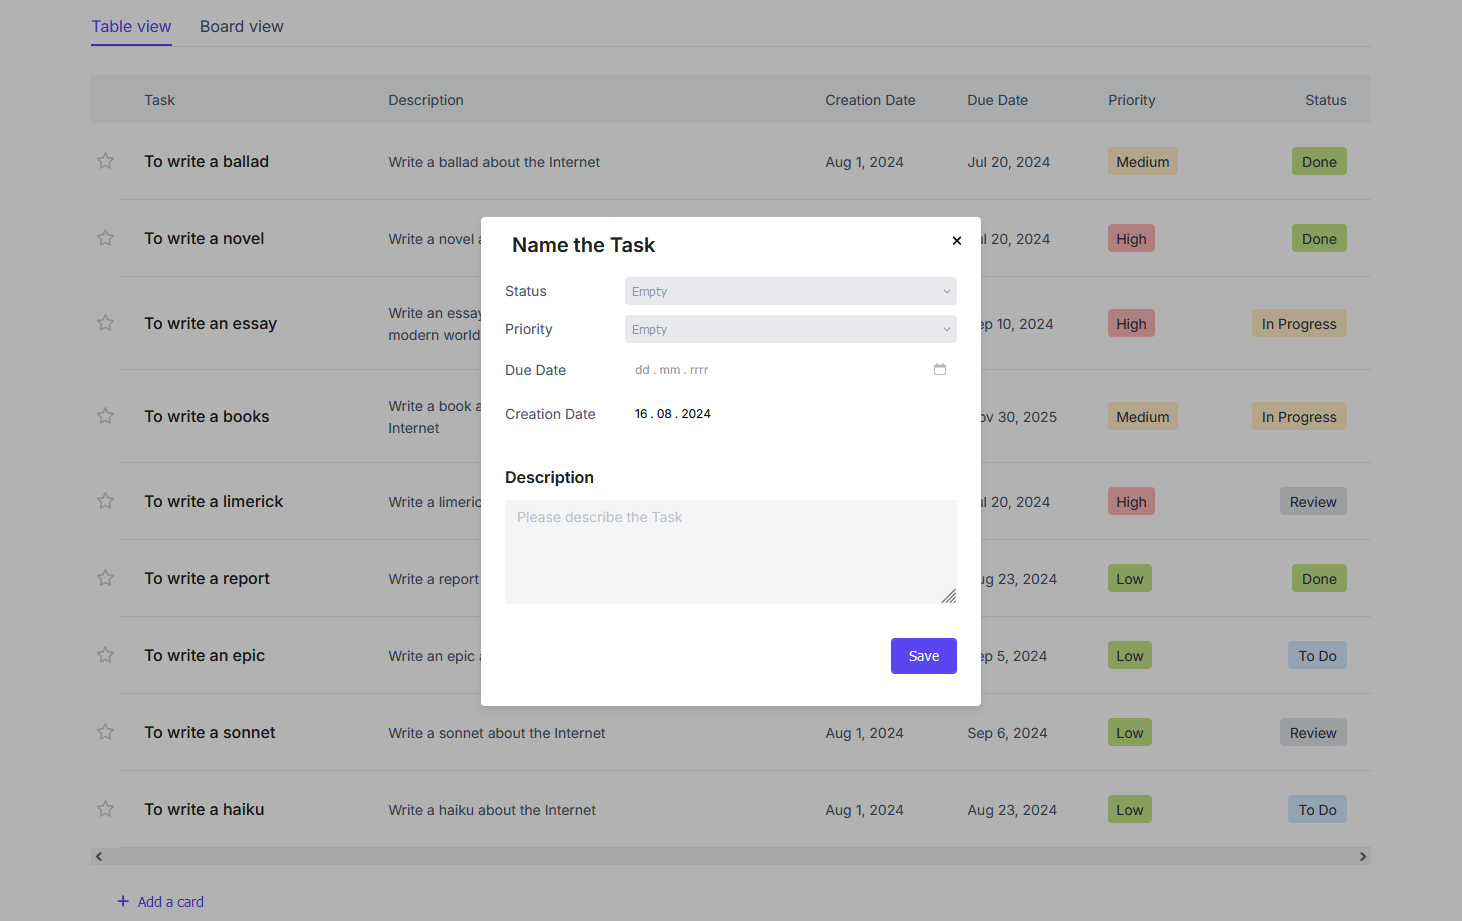 Table view Board view
Task Description Creation Date Due Date Priority Status
To write a ballad Write a ballad about the Internet Aug 1, 2024 Jul 20, 2024 Medium Done
To write a novel Write a novel 20, 2024 High Done
To write an essay Write an essay modern world 10, 2024 High In Progress
To write a books Write a book Internet 30, 2025 Medium In Progress
To write a limerick Write a 20, 2024 High Review
To write a report Write a report 23, 2024 Low Done
To write an epic Write an epic 5, 2024 Low To Do
To write a sonnet Write a sonnet about the Internet Aug 1, 2024 Sep 6, 2024 Low Review
To write a haiku Write a haiku about the Internet Aug 1, 2024 Aug 23, 2024 Low To Do
+ Add a card
Name the Task
Status Empty
Priority Empty
Due Date dd . mm . rrrr
Creation Date 16 . 08 . 2024
Description
Please describe the Task
Save